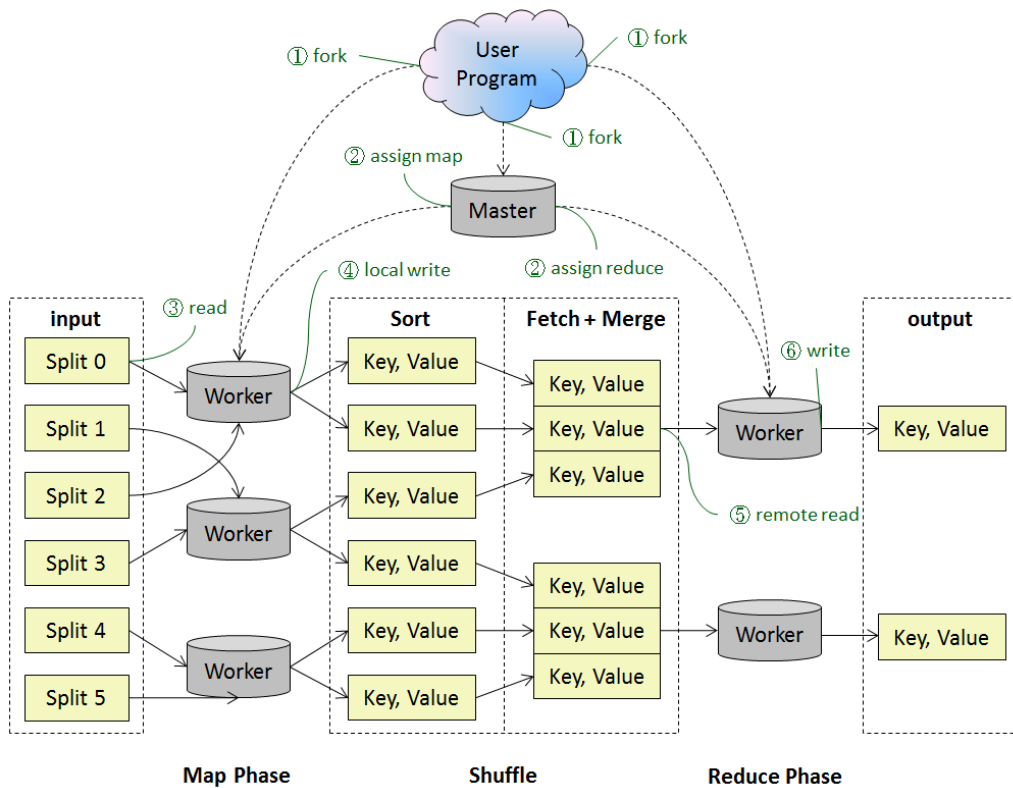 ① fork
User
Program
① fork
① fork
② assign map
Master
② assign reduce
④ local write
③ read
input
Sort
Fetch + Merge
output
Split 0
Split 1
Split 2
Split 3
Split 4
Split 5
Worker
Worker
Worker
Key, Value
Key, Value
Key, Value
Key, Value
Key, Value
Key, Value
Key, Value
Key, Value
Key, Value
Key, Value
Key, Value
Key, Value
⑥ write
Worker
⑤ remote read
Worker
Key, Value
Key, Value
Map Phase
Shuffle
Reduce Phase